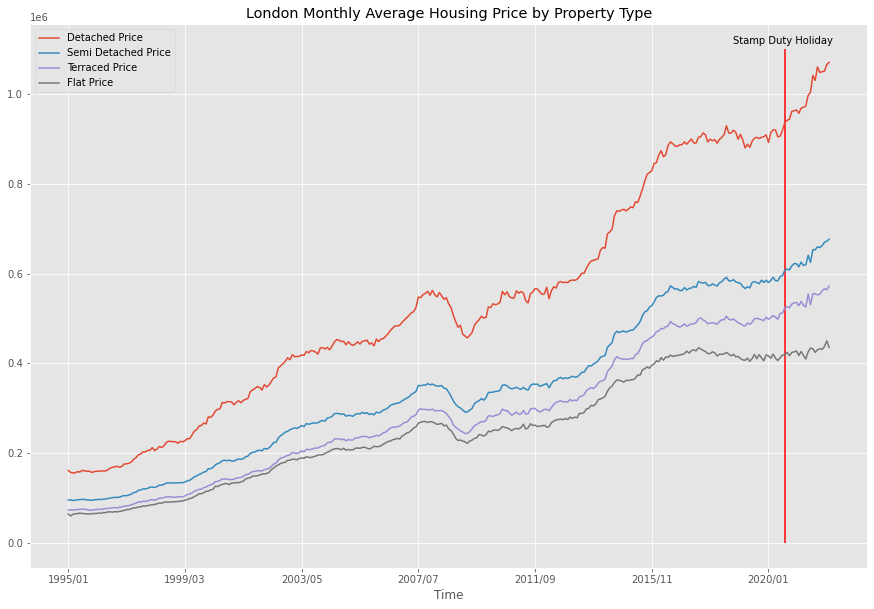 London Monthly Average Housing Price by Property Type
1e6
Stamp Duty Holiday
Detached Price
Semi Detached Price
Terraced Price
Flat Price
1.0
0.8
0.6
0.4
0.2
0.0
1995/01 1999/03 2003/05 2007/07 2011/09 2015/11 2020/01
Time